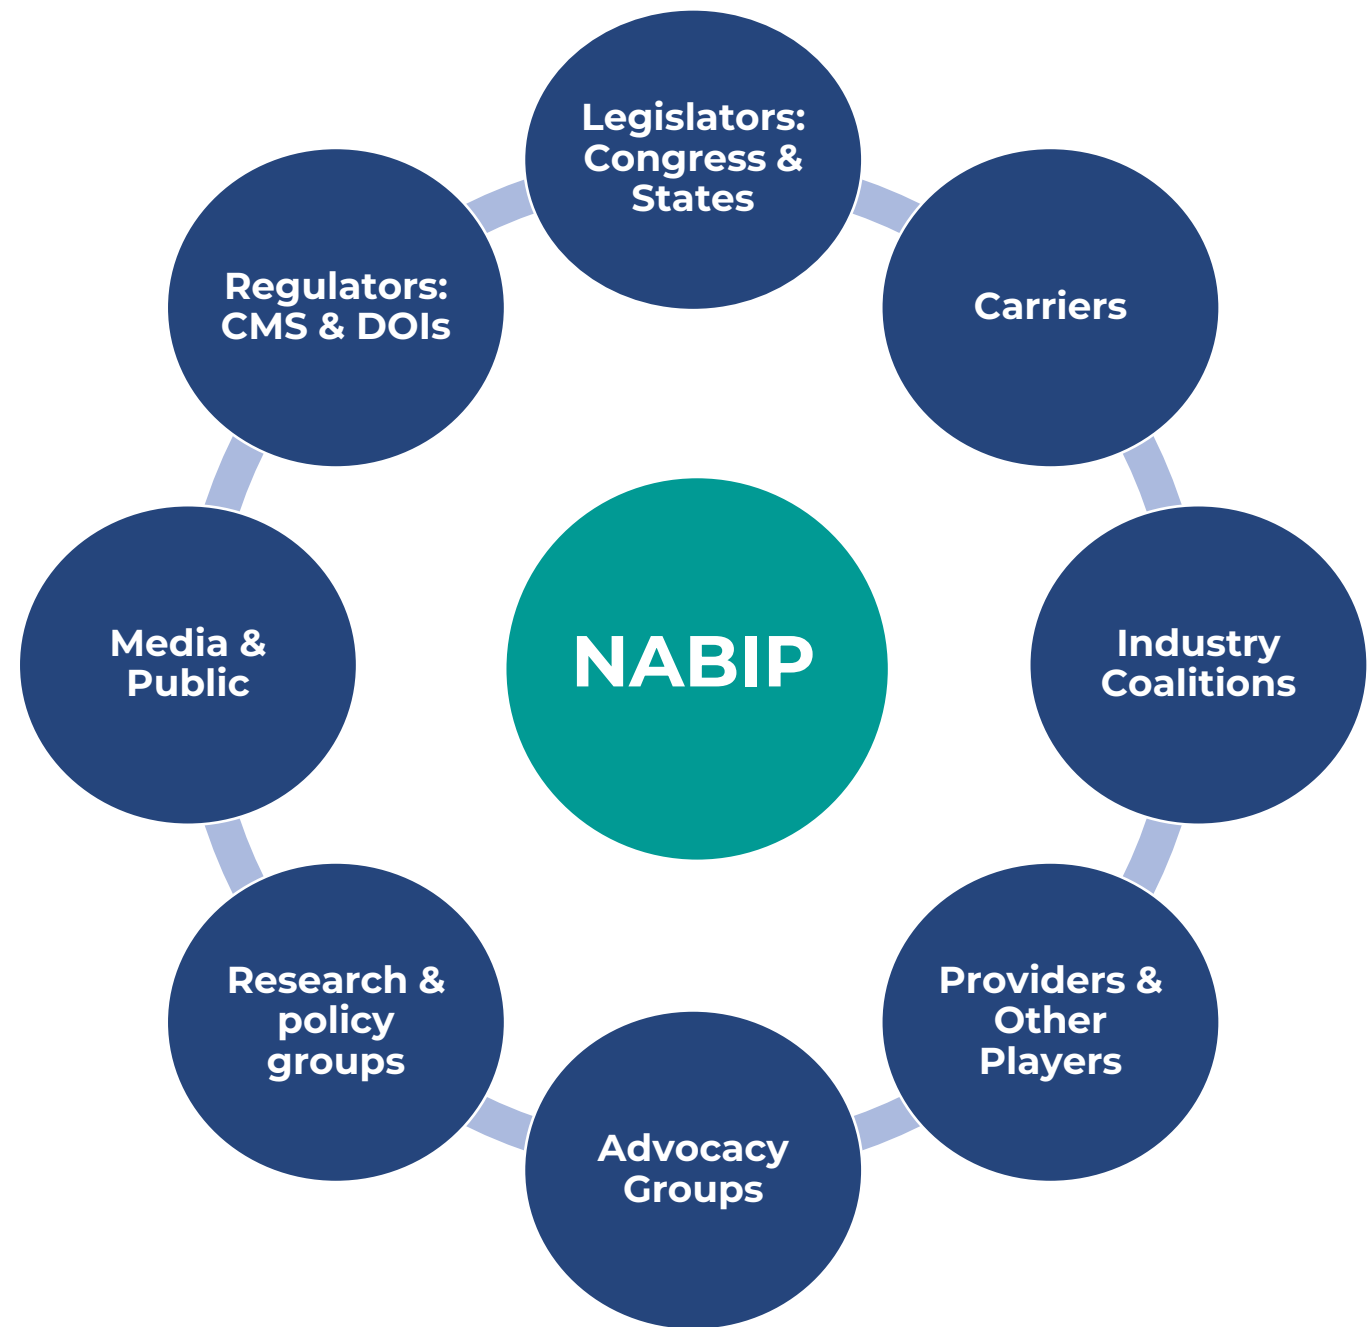 Legislators:
Congress &
States
Carriers
Industry
Coalitions
Providers &
Other
Players
Advocacy
Groups
Research &
policy
groups
Media &
Public
Regulators:
CMS & DOIs
NABIP